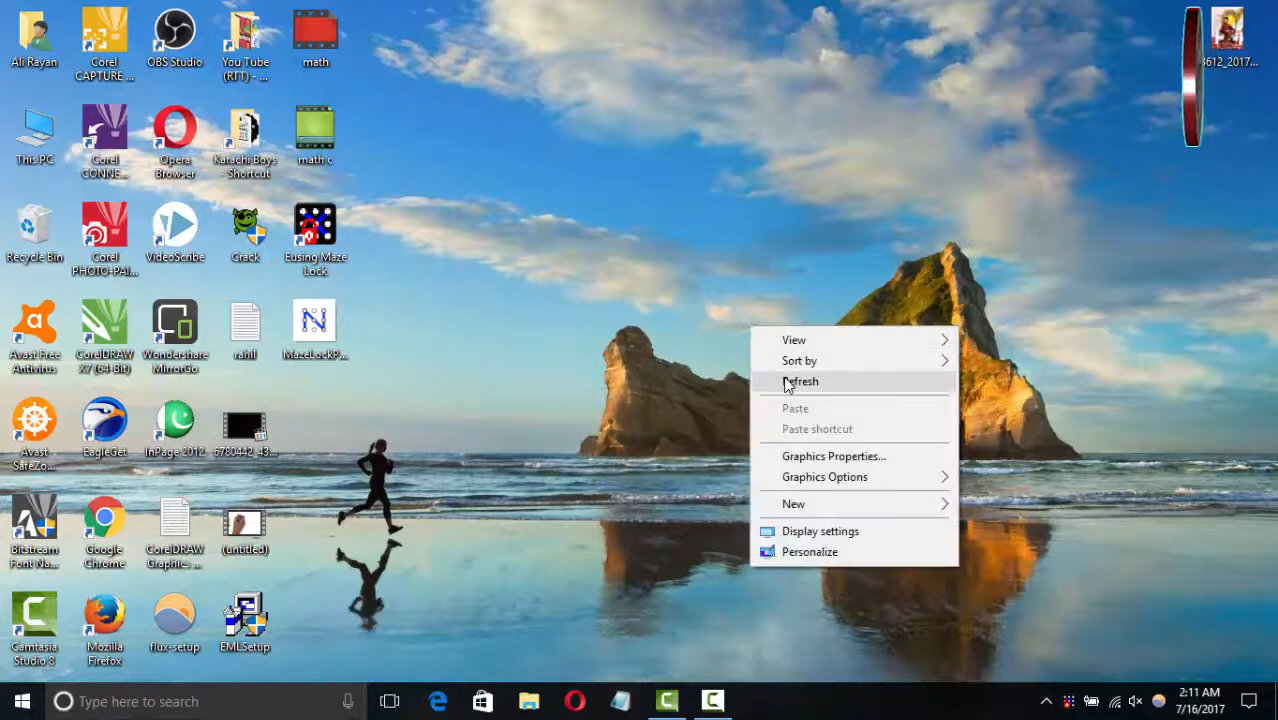 Ali Rayan
Corel
CAPTURE ...
OBS Studio
You Tube
(RTT) - ...
math
3612_2017...
This PC
Corel
CONNE...
Opera
Browser
Karachi Boys
- Shortcut
math c
Recycle Bin
Corel
PHOTO-PAI...
VideoScribe
Crack
Eusing Maze
Lock
Avast Free
Antivirus
CorelDRAW
X7 (64-Bit)
Wondershare
MirrorGo
rahil
MazeLockP...
Avast
SafeZo...
EagleGet
InPage 2012
6780442_43...
Bitstream
Font Na...
Google
Chrome
CorelDRAW
Graphics ...
(untitled)
Camtasia
Studio 8
Mozilla
Firefox
flux-setup
EMLSetup
View
Sort by
Refresh
Paste
Paste shortcut
Graphics Properties...
Graphics Options
New
Display settings
Personalize
Type here to search
2:11 AM
7/16/2017